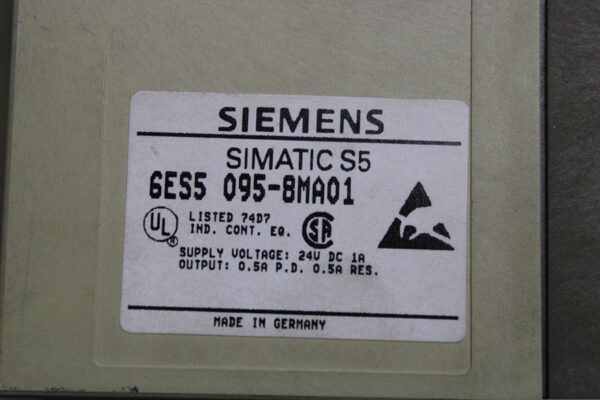 SIEMENS
SIMATIC S5
6ES5 095-8MA01
UL ® LISTED 74D7 SA
IND. CONT. EQ.
SUPPLY VOLTAGE: 24V DC 1A
OUTPUT: 0.5A P.D. 0.5A RES.
MADE IN GERMANY